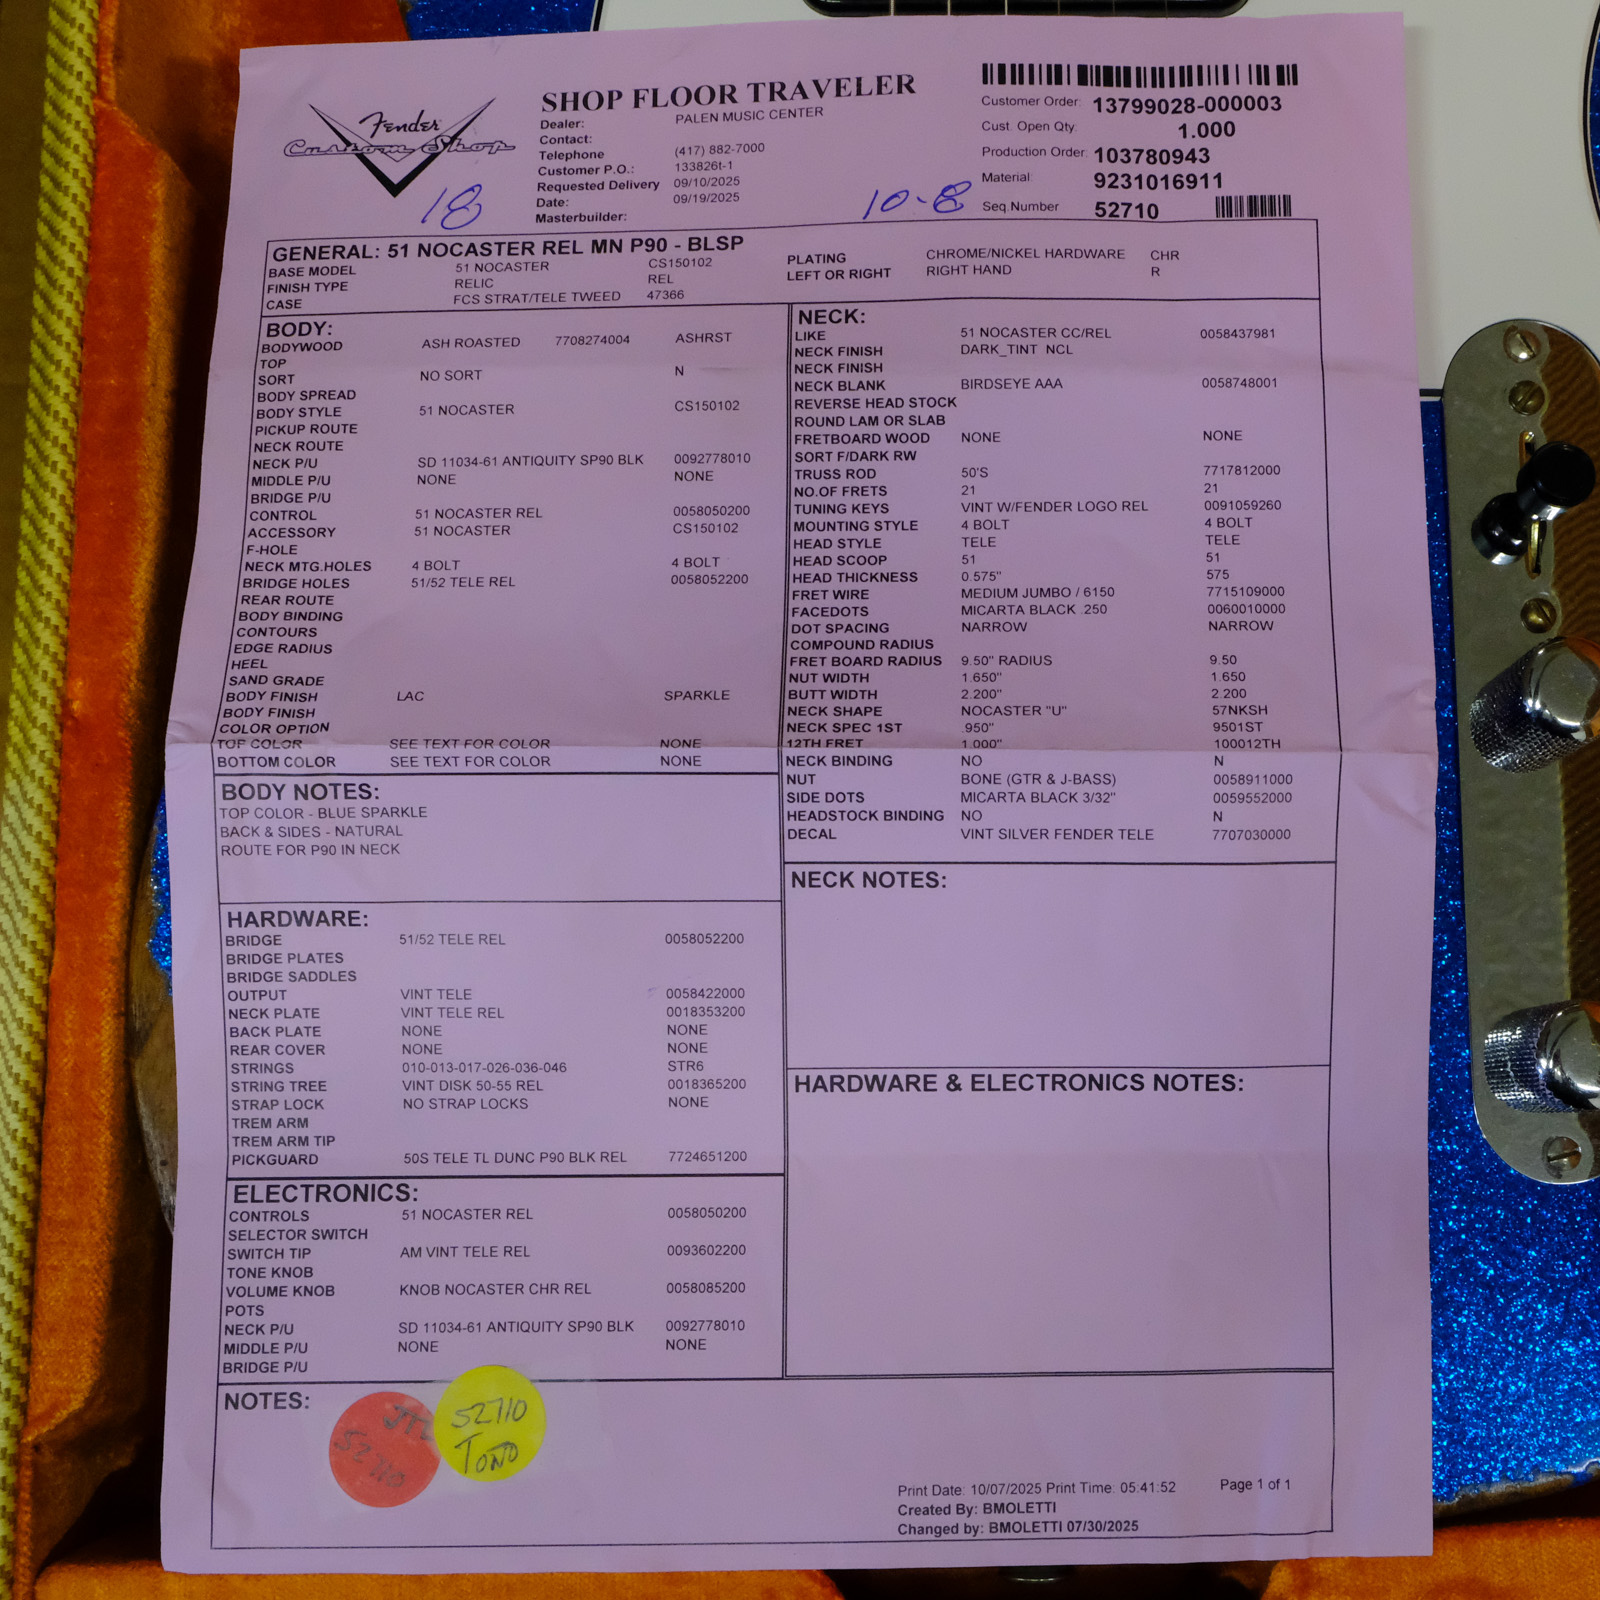 Fender
Custom Shop
SHOP FLOOR TRAVELER
Dealer: PALEN MUSIC CENTER
Contact:
Telephone (417) 882-7000
Customer P.O.: 133826t-1
Requested Delivery 09/10/2025
Date: 09/19/2025
Masterbuilder:
18
10-8
Customer Order: 13799028-000003
Cust. Open Qty: 1.000
Production Order: 103780943
Material: 9231016911
Seq.Number 52710
GENERAL: 51 NOCASTER REL MN P90 - BLSP
BASE MODEL 51 NOCASTER CS150102
FINISH TYPE RELIC REL
CASE FCS STRAT/TELE TWEED 47366
PLATING CHROME/NICKEL HARDWARE CHR
LEFT OR RIGHT RIGHT HAND R
BODY:
BODYWOOD ASH ROASTED 7708274004 ASHRST
TOP
SORT NO SORT N
BODY SPREAD
BODY STYLE 51 NOCASTER CS150102
PICKUP ROUTE
NECK ROUTE
NECK P/U SD 11034-61 ANTIQUITY SP90 BLK 0092778010
MIDDLE P/U NONE NONE
BRIDGE P/U
CONTROL 51 NOCASTER REL 0058050200
ACCESSORY 51 NOCASTER CS150102
F-HOLE
NECK MTG.HOLES 4 BOLT 4 BOLT
BRIDGE HOLES 51/52 TELE REL 0058052200
REAR ROUTE
BODY BINDING
CONTOURS
EDGE RADIUS
HEEL
SAND GRADE
BODY FINISH LAC SPARKLE
BODY FINISH
COLOR OPTION
TOP COLOR SEE TEXT FOR COLOR NONE
BOTTOM COLOR SEE TEXT FOR COLOR NONE
BODY NOTES:
TOP COLOR - BLUE SPARKLE
BACK & SIDES - NATURAL
ROUTE FOR P90 IN NECK
HARDWARE:
BRIDGE 51/52 TELE REL 0058052200
BRIDGE PLATES
BRIDGE SADDLES
OUTPUT VINT TELE 0058422000
NECK PLATE VINT TELE REL 0018353200
BACK PLATE NONE NONE
REAR COVER NONE NONE
STRINGS 010-013-017-026-036-046 STR6
STRING TREE VINT DISK 50-55 REL 0018365200
STRAP LOCK NO STRAP LOCKS NONE
TREM ARM
TREM ARM TIP
PICKGUARD 50S TELE TL DUNC P90 BLK REL 7724651200
ELECTRONICS:
CONTROLS 51 NOCASTER REL 0058050200
SELECTOR SWITCH
SWITCH TIP AM VINT TELE REL 0093602200
TONE KNOB
VOLUME KNOB KNOB NOCASTER CHR REL 0058085200
POTS
NECK P/U SD 11034-61 ANTIQUITY SP90 BLK 0092778010
MIDDLE P/U NONE NONE
BRIDGE P/U
NECK:
LIKE 51 NOCASTER CC/REL 0058437981
NECK FINISH DARK_TINT NCL
NECK FINISH
NECK BLANK BIRDSEYE AAA 0058748001
REVERSE HEAD STOCK
ROUND LAM OR SLAB
FRETBOARD WOOD NONE NONE
SORT F/DARK RW
TRUSS ROD 50'S 7717812000
NO.OF FRETS 21 21
TUNING KEYS VINT W/FENDER LOGO REL 0091059260
MOUNTING STYLE 4 BOLT 4 BOLT
HEAD STYLE TELE TELE
HEAD SCOOP 51 51
HEAD THICKNESS 0.575" 575
FRET WIRE MEDIUM JUMBO / 6150 7715109000
FACEDOTS MICARTA BLACK .250 0060010000
DOT SPACING NARROW NARROW
COMPOUND RADIUS
FRET BOARD RADIUS 9.50" RADIUS 9.50
NUT WIDTH 1.650" 1.650
BUTT WIDTH 2.200" 2.200
NECK SHAPE NOCASTER "U" 57NKSH
NECK SPEC 1ST .950" 9501ST
12TH FRET 1.000" 100012TH
NECK BINDING NO N
NUT BONE (GTR & J-BASS) 0058911000
SIDE DOTS MICARTA BLACK 3/32" 0059552000
HEADSTOCK BINDING NO N
DECAL VINT SILVER FENDER TELE 7707030000
NECK NOTES:
HARDWARE & ELECTRONICS NOTES:
NOTES:
52710
52710
TONO
Print Date: 10/07/2025 Print Time: 05:41:52 Page 1 of 1
Created By: BMOLETTI
Changed by: BMOLETTI 07/30/2025